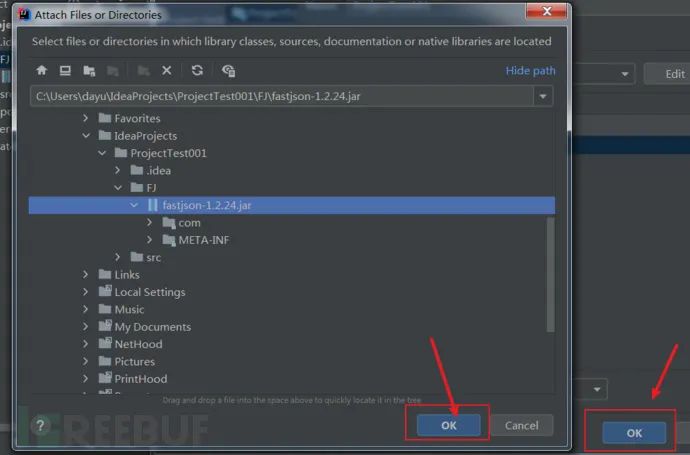 Attach Files or Directories
Select files or directories in which library classes, sources, documentation or native libraries are located
Hide path
C:\Users\dayu\IdeaProjects\ProjectTest001\FJ\fastjson-1.2.24.jar
Edit
Favorites
IdeaProjects
ProjectTest001
.idea
FJ
fastjson-1.2.24.jar
com
META-INF
src
Links
Local Settings
Music
My Documents
NetHood
Pictures
PrintHood
Drag and drop a file into the space above to quickly locate it in the tree
?
OK
Cancel
OK
REEBUF